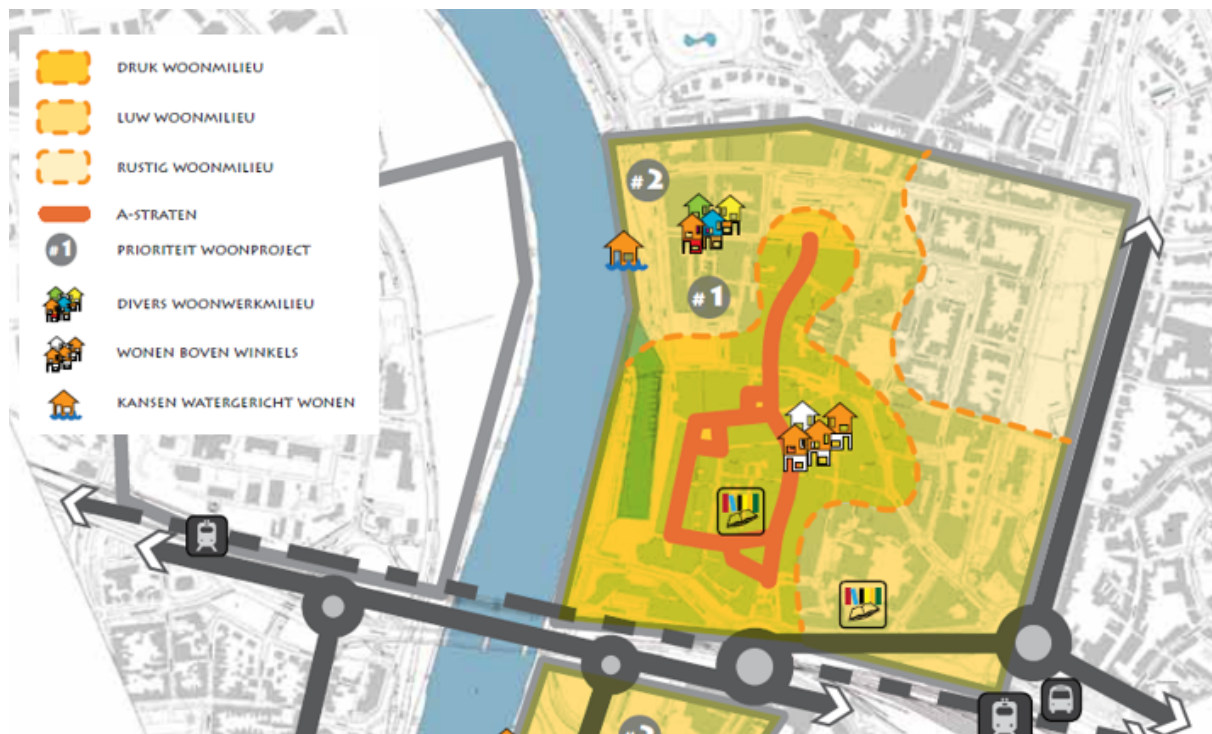 DRUK WOONMILIEU
LUW WOONMILIEU
RUSTIG WOONMILIEU
A-STRATEN
#1 PRIORITEIT WOONPROJECT
DIVERS WOONWERKMILIEU
WONEN BOVEN WINKELS
KANSEN WATERGERICHT WONEN
#2
#1